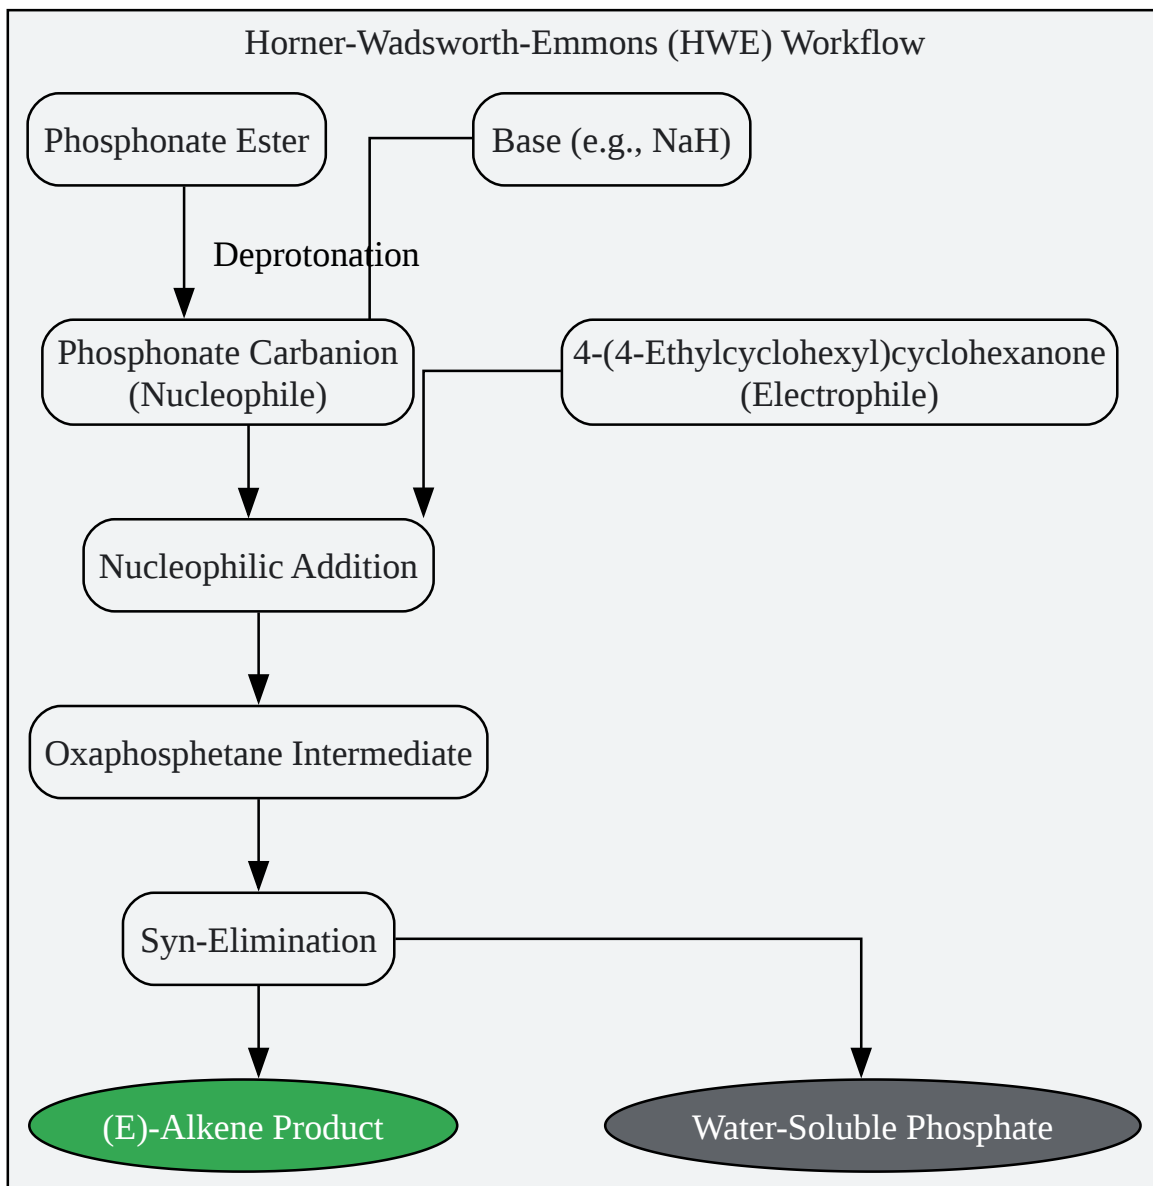 Horner-Wadsworth-Emmons (HWE) Workflow
Phosphonate Ester
Base (e.g., NaH)
Deprotonation
Phosphonate Carbanion
(Nucleophile)
4-(4-Ethylcyclohexyl)cyclohexanone
(Electrophile)
Nucleophilic Addition
Oxaphosphetane Intermediate
Syn-Elimination
(E)-Alkene Product
Water-Soluble Phosphate